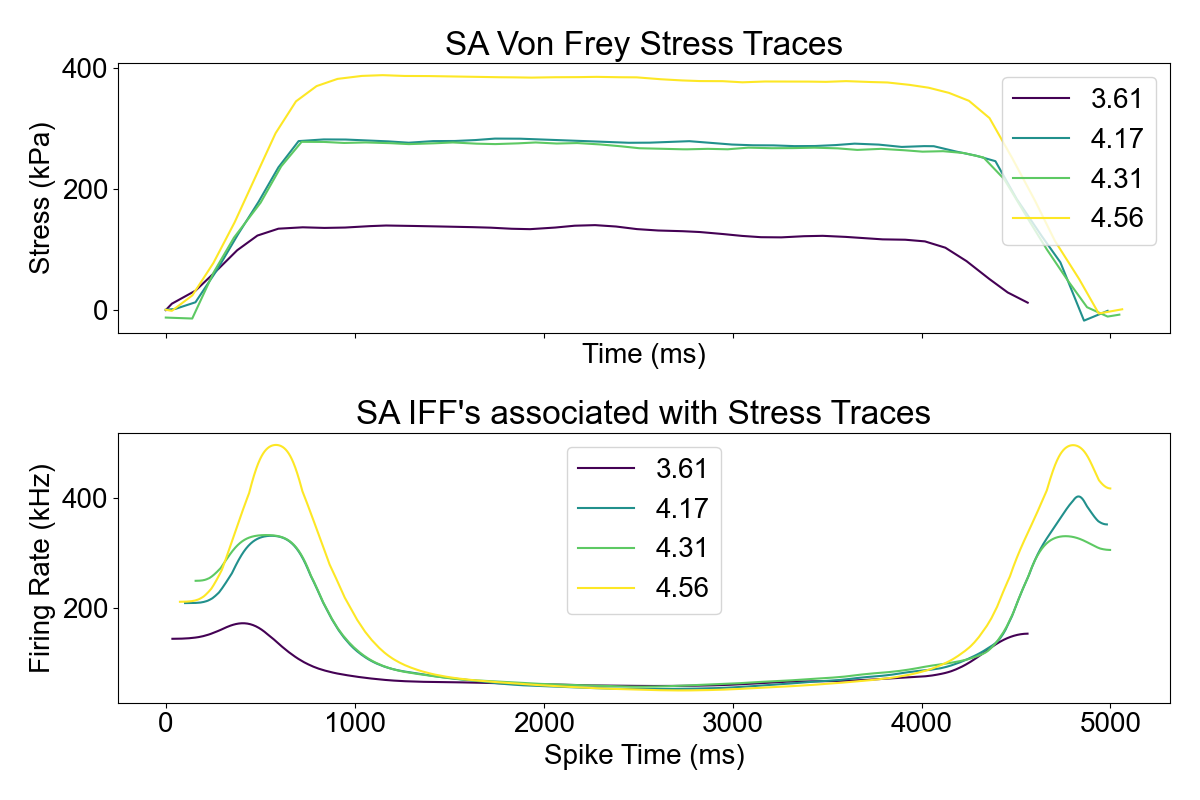 SA Von Frey Stress Traces
400
200
0
Stress (kPa)
3.61
4.17
4.31
4.56
Time (ms)
SA IFF's associated with Stress Traces
400
200
Firing Rate (kHz)
3.61
4.17
4.31
4.56
0 1000 2000 3000 4000 5000
Spike Time (ms)